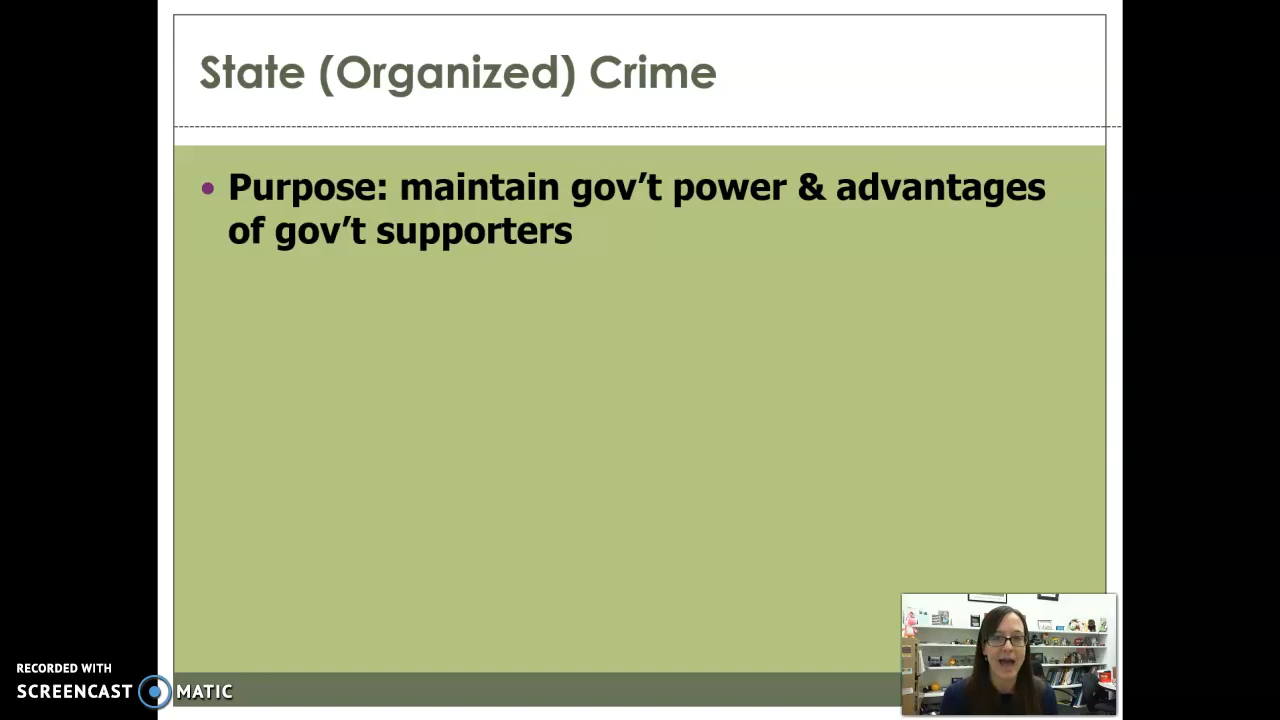 State (Organized) Crime
• Purpose: maintain gov’t power & advantages
of gov’t supporters
RECORDED WITH
SCREENCAST MATIC